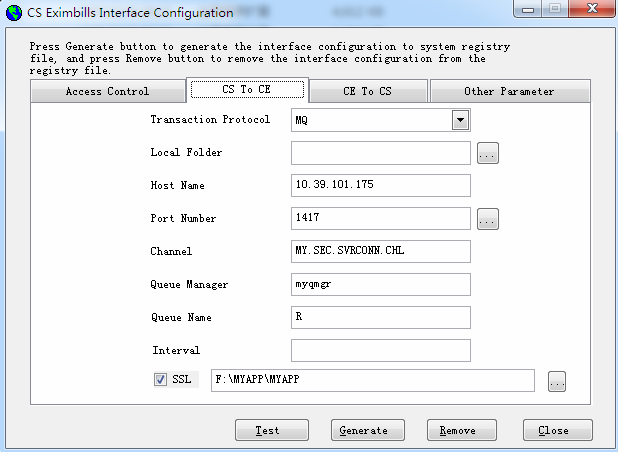 CS Eximbills Interface Configuration
Press Generate button to generate the interface configuration to system registry
file, and press Remove button to remove the interface configuration from the
registry file.
Access Control CS To CE CE To CS Other Parameter
Transaction Protocol MQ
Local Folder ...
Host Name 10.39.101.175
Port Number 1417 ...
Channel MY.SEC.SVRCONN.CHL
Queue Manager myqmgr
Queue Name R
Interval
SSL F:\MYAPP\MYAPP ...
Test Generate Remove Close